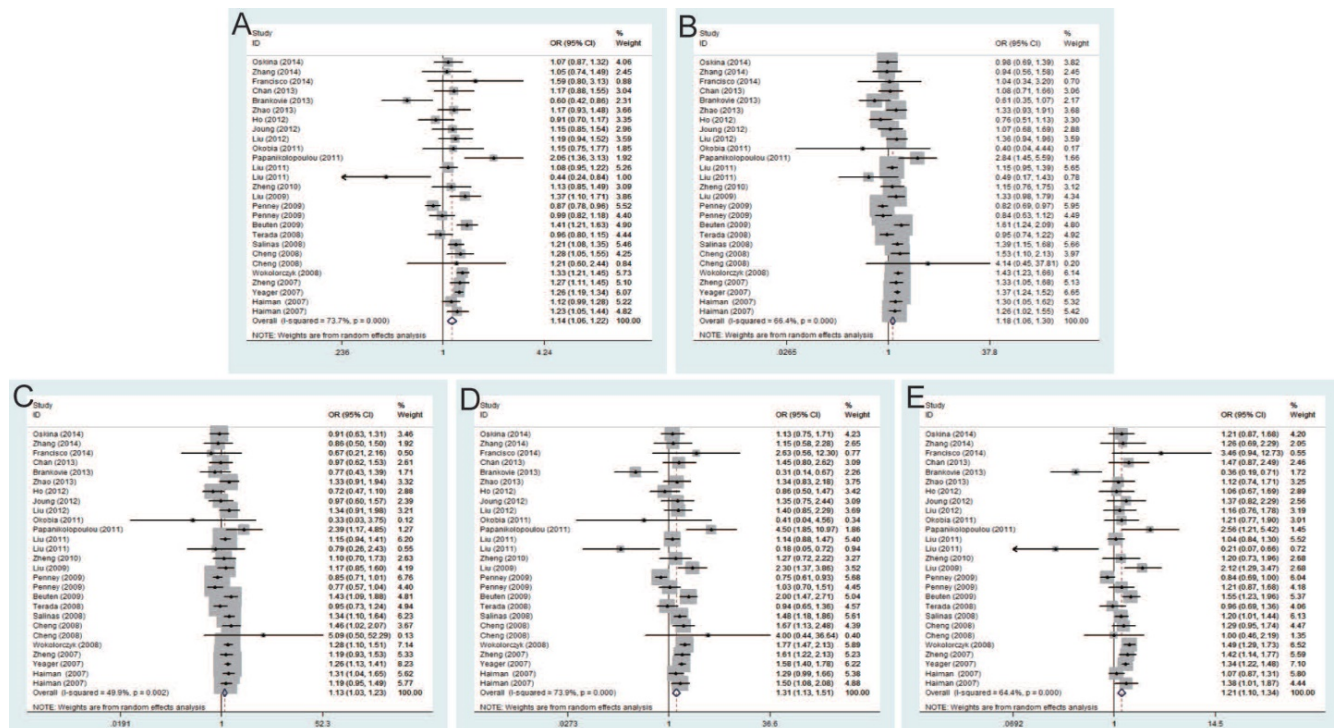 A
Study % 
ID OR (95% CI) Weight
Oskina (2014) 1.07 (0.87, 1.32) 4.06
Zhang (2014) 1.05 (0.74, 1.49) 2.45
Francisco (2014) 1.59 (0.80, 3.13) 0.88
Chan (2013) 1.17 (0.88, 1.55) 3.04
Brankovie (2013) 0.60 (0.42, 0.86) 2.31
Zhao (2013) 1.17 (0.93, 1.48) 3.66
Ho (2012) 0.91 (0.70, 1.17) 3.35
Joung (2012) 1.15 (0.85, 1.54) 2.96
Liu (2012) 1.19 (0.94, 1.52) 3.59
Okobia (2011) 1.15 (0.75, 1.77) 1.85
Papanikolopoulou (2011) 2.06 (1.36, 3.13) 1.92
Liu (2011) 1.08 (0.95, 1.22) 5.26
Liu (2011) 0.44 (0.24, 0.84) 1.00
Zheng (2010) 1.13 (0.85, 1.49) 3.09
Liu (2009) 1.37 (1.10, 1.71) 3.86
Penney (2009) 0.87 (0.78, 0.96) 5.52
Penney (2009) 0.99 (0.82, 1.18) 4.40
Beuten (2009) 1.41 (1.21, 1.63) 4.90
Terada (2008) 0.96 (0.80, 1.15) 4.44
Salinas (2008) 1.21 (1.08, 1.35) 5.46
Cheng (2008) 1.28 (1.05, 1.55) 4.25
Cheng (2008) 1.21 (0.60, 2.44) 0.84
Wokolorczyk (2008) 1.33 (1.21, 1.45) 5.73
Zheng (2007) 1.27 (1.11, 1.45) 5.10
Yeager (2007) 1.26 (1.19, 1.34) 6.07
Haiman (2007) 1.12 (0.99, 1.28) 5.22
Haiman (2007) 1.23 (1.05, 1.44) 4.82
Overall (I-squared = 73.7%, p = 0.000) 1.14 (1.06, 1.22) 100.00
NOTE: Weights are from random effects analysis
.236 1 4.24
B
Study %
ID OR (95% CI) Weight
Oskina (2014) 0.98 (0.69, 1.39) 3.82
Zhang (2014) 0.94 (0.56, 1.58) 2.45
Francisco (2014) 1.04 (0.34, 3.20) 0.70
Chan (2013) 1.08 (0.71, 1.66) 3.06
Brankovie (2013) 0.61 (0.35, 1.07) 2.17
Zhao (2013) 1.33 (0.93, 1.91) 3.68
Ho (2012) 0.76 (0.51, 1.13) 3.30
Joung (2012) 1.07 (0.68, 1.69) 2.88
Liu (2012) 1.36 (0.94, 1.96) 3.59
Okobia (2011) 0.40 (0.04, 4.44) 0.17
Papanikolopoulou (2011) 2.84 (1.45, 5.59) 1.66
Liu (2011) 1.15 (0.95, 1.39) 5.65
Liu (2011) 0.49 (0.17, 1.43) 0.78
Zheng (2010) 1.15 (0.76, 1.75) 3.12
Liu (2009) 1.33 (0.98, 1.79) 4.34
Penney (2009) 0.82 (0.69, 0.97) 5.95
Penney (2009) 0.84 (0.63, 1.12) 4.49
Beuten (2009) 1.61 (1.24, 2.09) 4.80
Terada (2008) 0.95 (0.74, 1.22) 4.92
Salinas (2008) 1.39 (1.15, 1.68) 5.66
Cheng (2008) 1.53 (1.10, 2.13) 3.97
Cheng (2008) 4.14 (0.45, 37.81) 0.20
Wokolorczyk (2008) 1.43 (1.23, 1.66) 6.14
Zheng (2007) 1.33 (1.05, 1.68) 5.13
Yeager (2007) 1.37 (1.24, 1.52) 6.65
Haiman (2007) 1.30 (1.05, 1.62) 5.32
Haiman (2007) 1.26 (1.02, 1.55) 5.42
Overall (I-squared = 66.4%, p = 0.000) 1.18 (1.06, 1.30) 100.00
NOTE: Weights are from random effects analysis
.0265 1 37.8
C
Study %
ID OR (95% CI) Weight
Oskina (2014) 0.91 (0.63, 1.31) 3.46
Zhang (2014) 0.86 (0.50, 1.50) 1.92
Francisco (2014) 0.67 (0.21, 2.16) 0.50
Chan (2013) 0.97 (0.62, 1.53) 2.61
Brankovie (2013) 0.77 (0.43, 1.39) 1.71
Zhao (2013) 1.33 (0.91, 1.94) 3.32
Ho (2012) 0.72 (0.47, 1.10) 2.88
Joung (2012) 0.97 (0.60, 1.57) 2.39
Liu (2012) 1.34 (0.91, 1.98) 3.21
Okobia (2011) 0.33 (0.03, 3.75) 0.12
Papanikolopoulou (2011) 2.39 (1.17, 4.85) 1.27
Liu (2011) 1.15 (0.94, 1.41) 6.20
Liu (2011) 0.79 (0.26, 2.43) 0.55
Zheng (2010) 1.10 (0.70, 1.73) 2.63
Liu (2009) 1.17 (0.85, 1.60) 4.19
Penney (2009) 0.85 (0.71, 1.01) 6.76
Penney (2009) 0.77 (0.57, 1.04) 4.40
Beuten (2009) 1.43 (1.09, 1.88) 4.81
Terada (2008) 0.95 (0.73, 1.24) 4.94
Salinas (2008) 1.34 (1.10, 1.64) 6.23
Cheng (2008) 1.46 (1.02, 2.07) 3.67
Cheng (2008) 5.09 (0.50, 52.29) 0.13
Wokolorczyk (2008) 1.28 (1.10, 1.51) 7.14
Zheng (2007) 1.19 (0.93, 1.53) 5.33
Yeager (2007) 1.26 (1.13, 1.41) 8.23
Haiman (2007) 1.31 (1.04, 1.65) 5.62
Haiman (2007) 1.19 (0.95, 1.49) 5.77
Overall (I-squared = 49.9%, p = 0.002) 1.13 (1.03, 1.23) 100.00
NOTE: Weights are from random effects analysis
.0191 1 52.3
D
Study %
ID OR (95% CI) Weight
Oskina (2014) 1.13 (0.75, 1.71) 4.23
Zhang (2014) 1.15 (0.58, 2.28) 2.65
Francisco (2014) 2.63 (0.56, 12.30) 0.77
Chan (2013) 1.45 (0.80, 2.62) 3.09
Brankovie (2013) 0.31 (0.14, 0.67) 2.26
Zhao (2013) 1.34 (0.83, 2.18) 3.75
Ho (2012) 0.86 (0.50, 1.47) 3.42
Joung (2012) 1.35 (0.75, 2.44) 3.09
Liu (2012) 1.40 (0.85, 2.29) 3.69
Okobia (2011) 0.41 (0.04, 4.56) 0.34
Papanikolopoulou (2011) 4.50 (1.85, 10.97) 1.86
Liu (2011) 1.14 (0.88, 1.47) 5.40
Liu (2011) 0.18 (0.05, 0.72) 0.94
Zheng (2010) 1.27 (0.72, 2.22) 3.27
Liu (2009) 2.30 (1.37, 3.86) 3.52
Penney (2009) 0.75 (0.61, 0.93) 5.68
Penney (2009) 1.03 (0.70, 1.51) 4.45
Beuten (2009) 2.00 (1.47, 2.71) 5.04
Terada (2008) 0.94 (0.65, 1.36) 4.57
Salinas (2008) 1.48 (1.18, 1.86) 5.61
Cheng (2008) 1.67 (1.13, 2.48) 4.39
Cheng (2008) 4.00 (0.44, 36.64) 0.40
Wokolorczyk (2008) 1.77 (1.47, 2.13) 5.89
Zheng (2007) 1.61 (1.22, 2.13) 5.23
Yeager (2007) 1.58 (1.40, 1.78) 6.22
Haiman (2007) 1.29 (0.99, 1.66) 5.38
Haiman (2007) 1.50 (1.08, 2.08) 4.86
Overall (I-squared = 73.9%, p = 0.000) 1.31 (1.13, 1.51) 100.00
NOTE: Weights are from random effects analysis
.0273 1 36.6
E
Study %
ID OR (95% CI) Weight
Oskina (2014) 1.21 (0.87, 1.68) 4.20
Zhang (2014) 1.26 (0.69, 2.29) 2.05
Francisco (2014) 3.46 (0.94, 12.73) 0.55
Chan (2013) 1.47 (0.87, 2.49) 2.46
Brankovie (2013) 0.36 (0.19, 0.71) 1.72
Zhao (2013) 1.12 (0.74, 1.71) 3.25
Ho (2012) 1.06 (0.67, 1.69) 2.89
Joung (2012) 1.37 (0.82, 2.29) 2.56
Liu (2012) 1.16 (0.76, 1.78) 3.19
Okobia (2011) 1.21 (0.77, 1.90) 3.01
Papanikolopoulou (2011) 2.56 (1.21, 5.42) 1.45
Liu (2011) 1.04 (0.84, 1.30) 5.52
Liu (2011) 0.21 (0.07, 0.66) 0.72
Zheng (2010) 1.20 (0.73, 1.96) 2.68
Liu (2009) 2.12 (1.29, 3.47) 2.68
Penney (2009) 0.84 (0.69, 1.00) 6.04
Penney (2009) 1.21 (0.87, 1.68) 4.18
Beuten (2009) 1.55 (1.23, 1.96) 5.37
Terada (2008) 0.96 (0.69, 1.36) 4.06
Salinas (2008) 1.20 (1.01, 1.44) 6.13
Cheng (2008) 1.29 (0.95, 1.74) 4.47
Cheng (2008) 1.00 (0.46, 2.19) 1.35
Wokolorczyk (2008) 1.49 (1.29, 1.73) 6.52
Zheng (2007) 1.42 (1.14, 1.77) 5.59
Yeager (2007) 1.34 (1.22, 1.48) 7.10
Haiman (2007) 1.07 (0.87, 1.31) 5.80
Haiman (2007) 1.38 (1.01, 1.87) 4.44
Overall (I-squared = 64.4%, p = 0.000) 1.21 (1.10, 1.34) 100.00
NOTE: Weights are from random effects analysis
.0692 1 14.5